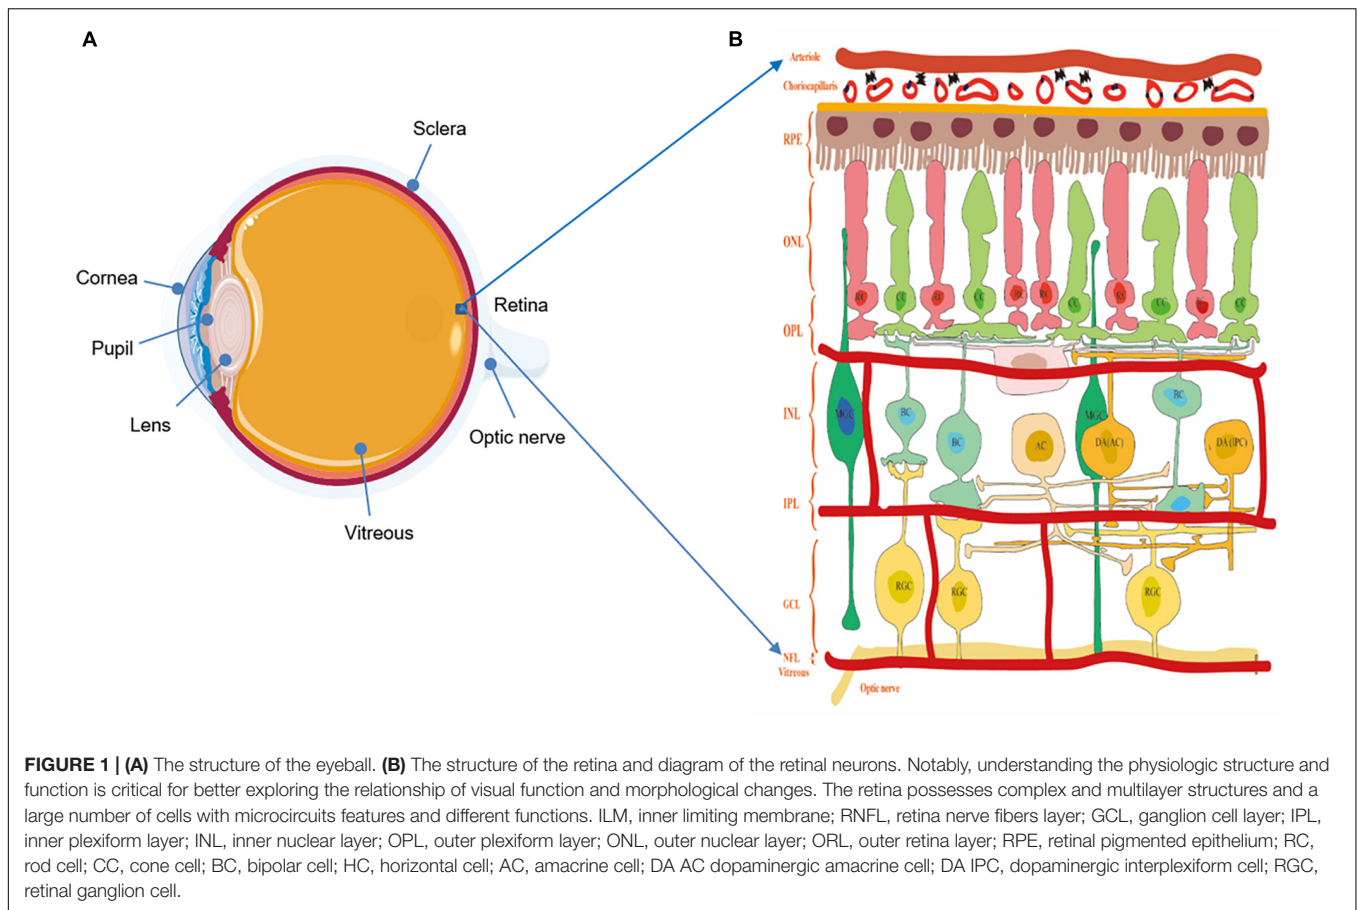 A
Sclera
Cornea
Retina
Pupil
Lens
Optic nerve
Vitreous
B
Arteriole
Choriocapillaris
RPE
ONL
RC CC RC CC RC RC CC RC CC CC
OPL
INL
MGC BC BC AC MGC DA(AC) BC DA(IPC)
IPL
RGC RGC RGC
GCL
NFL
Vitreous
Optic nerve
FIGURE 1 | (A) The structure of the eyeball. (B) The structure of the retina and diagram of the retinal neurons. Notably, understanding the physiologic structure and
function is critical for better exploring the relationship of visual function and morphological changes. The retina possesses complex and multilayer structures and a
large number of cells with microcircuits features and different functions. ILM, inner limiting membrane; RNFL, retina nerve fibers layer; GCL, ganglion cell layer; IPL,
inner plexiform layer; INL, inner nuclear layer; OPL, outer plexiform layer; ONL, outer nuclear layer; ORL, outer retina layer; RPE, retinal pigmented epithelium; RC,
rod cell; CC, cone cell; BC, bipolar cell; HC, horizontal cell; AC, amacrine cell; DA AC dopaminergic amacrine cell; DA IPC, dopaminergic interplexiform cell; RGC,
retinal ganglion cell.